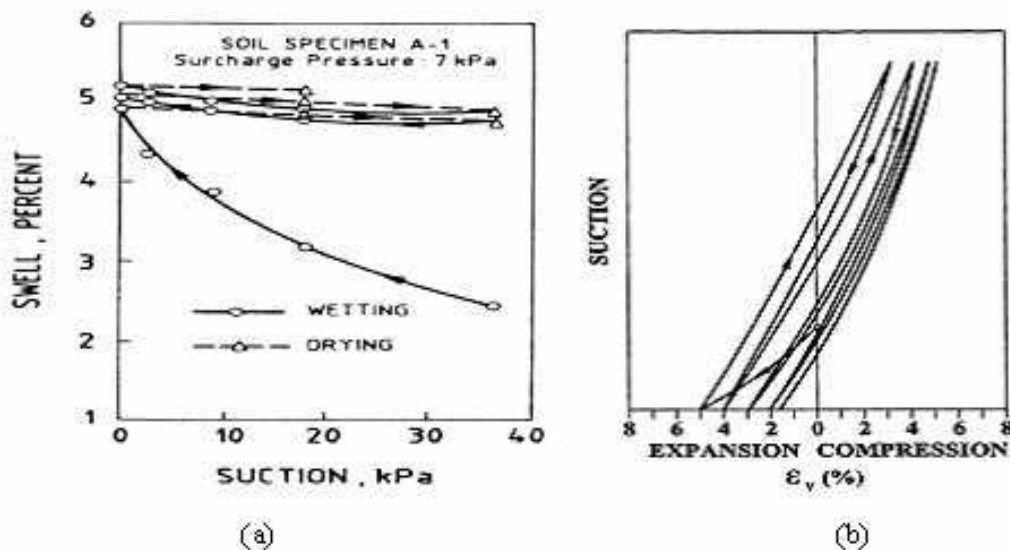 6
SOIL SPECIMEN A-1
Surcharge Pressure - 7 kPa
5
4
3
2
1
SWELL, PERCENT
WETTING
DRYING
0 10 20 30 40
SUCTION, kPa
(a)
SUCTION
8 6 4 2 0 2 4 6 8
EXPANSION COMPRESSION
εv (%)
(b)